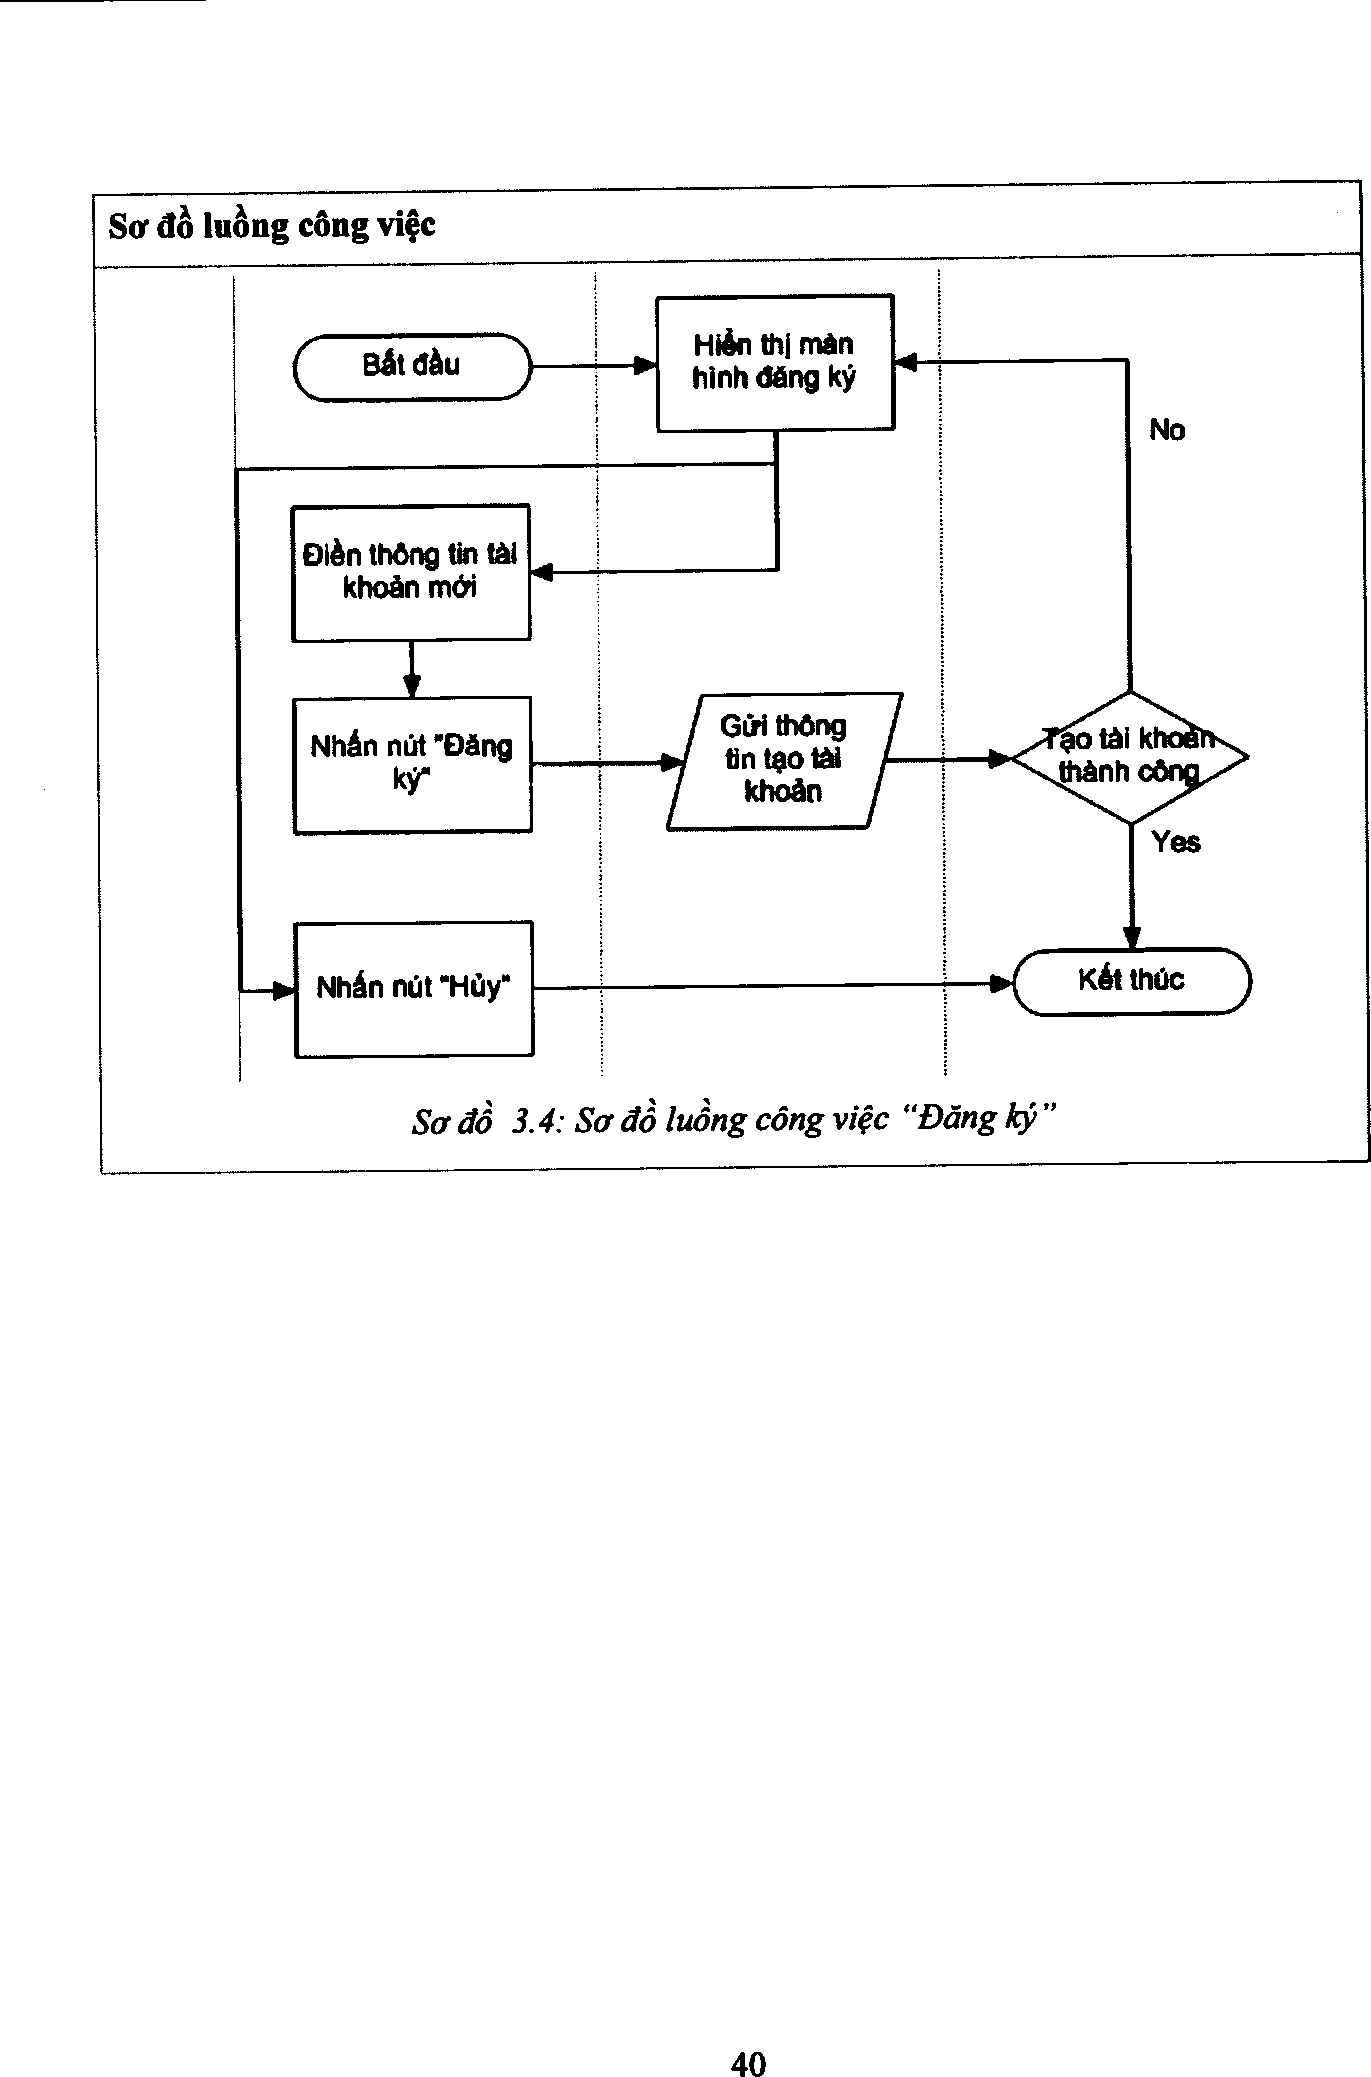 Sơ đồ luồng công việc
Bắt đầu
Hiển thị màn
hình đăng ký
No
Điền thông tin tài
khoản mới
Nhấn nút "Đăng
ký"
Gửi thông
tin tạo tài
khoản
Tạo tài khoản
thành công
Yes
Nhấn nút "Hủy"
Kết thúc
Sơ đồ 3.4: Sơ đồ luồng công việc “Đăng ký”
40